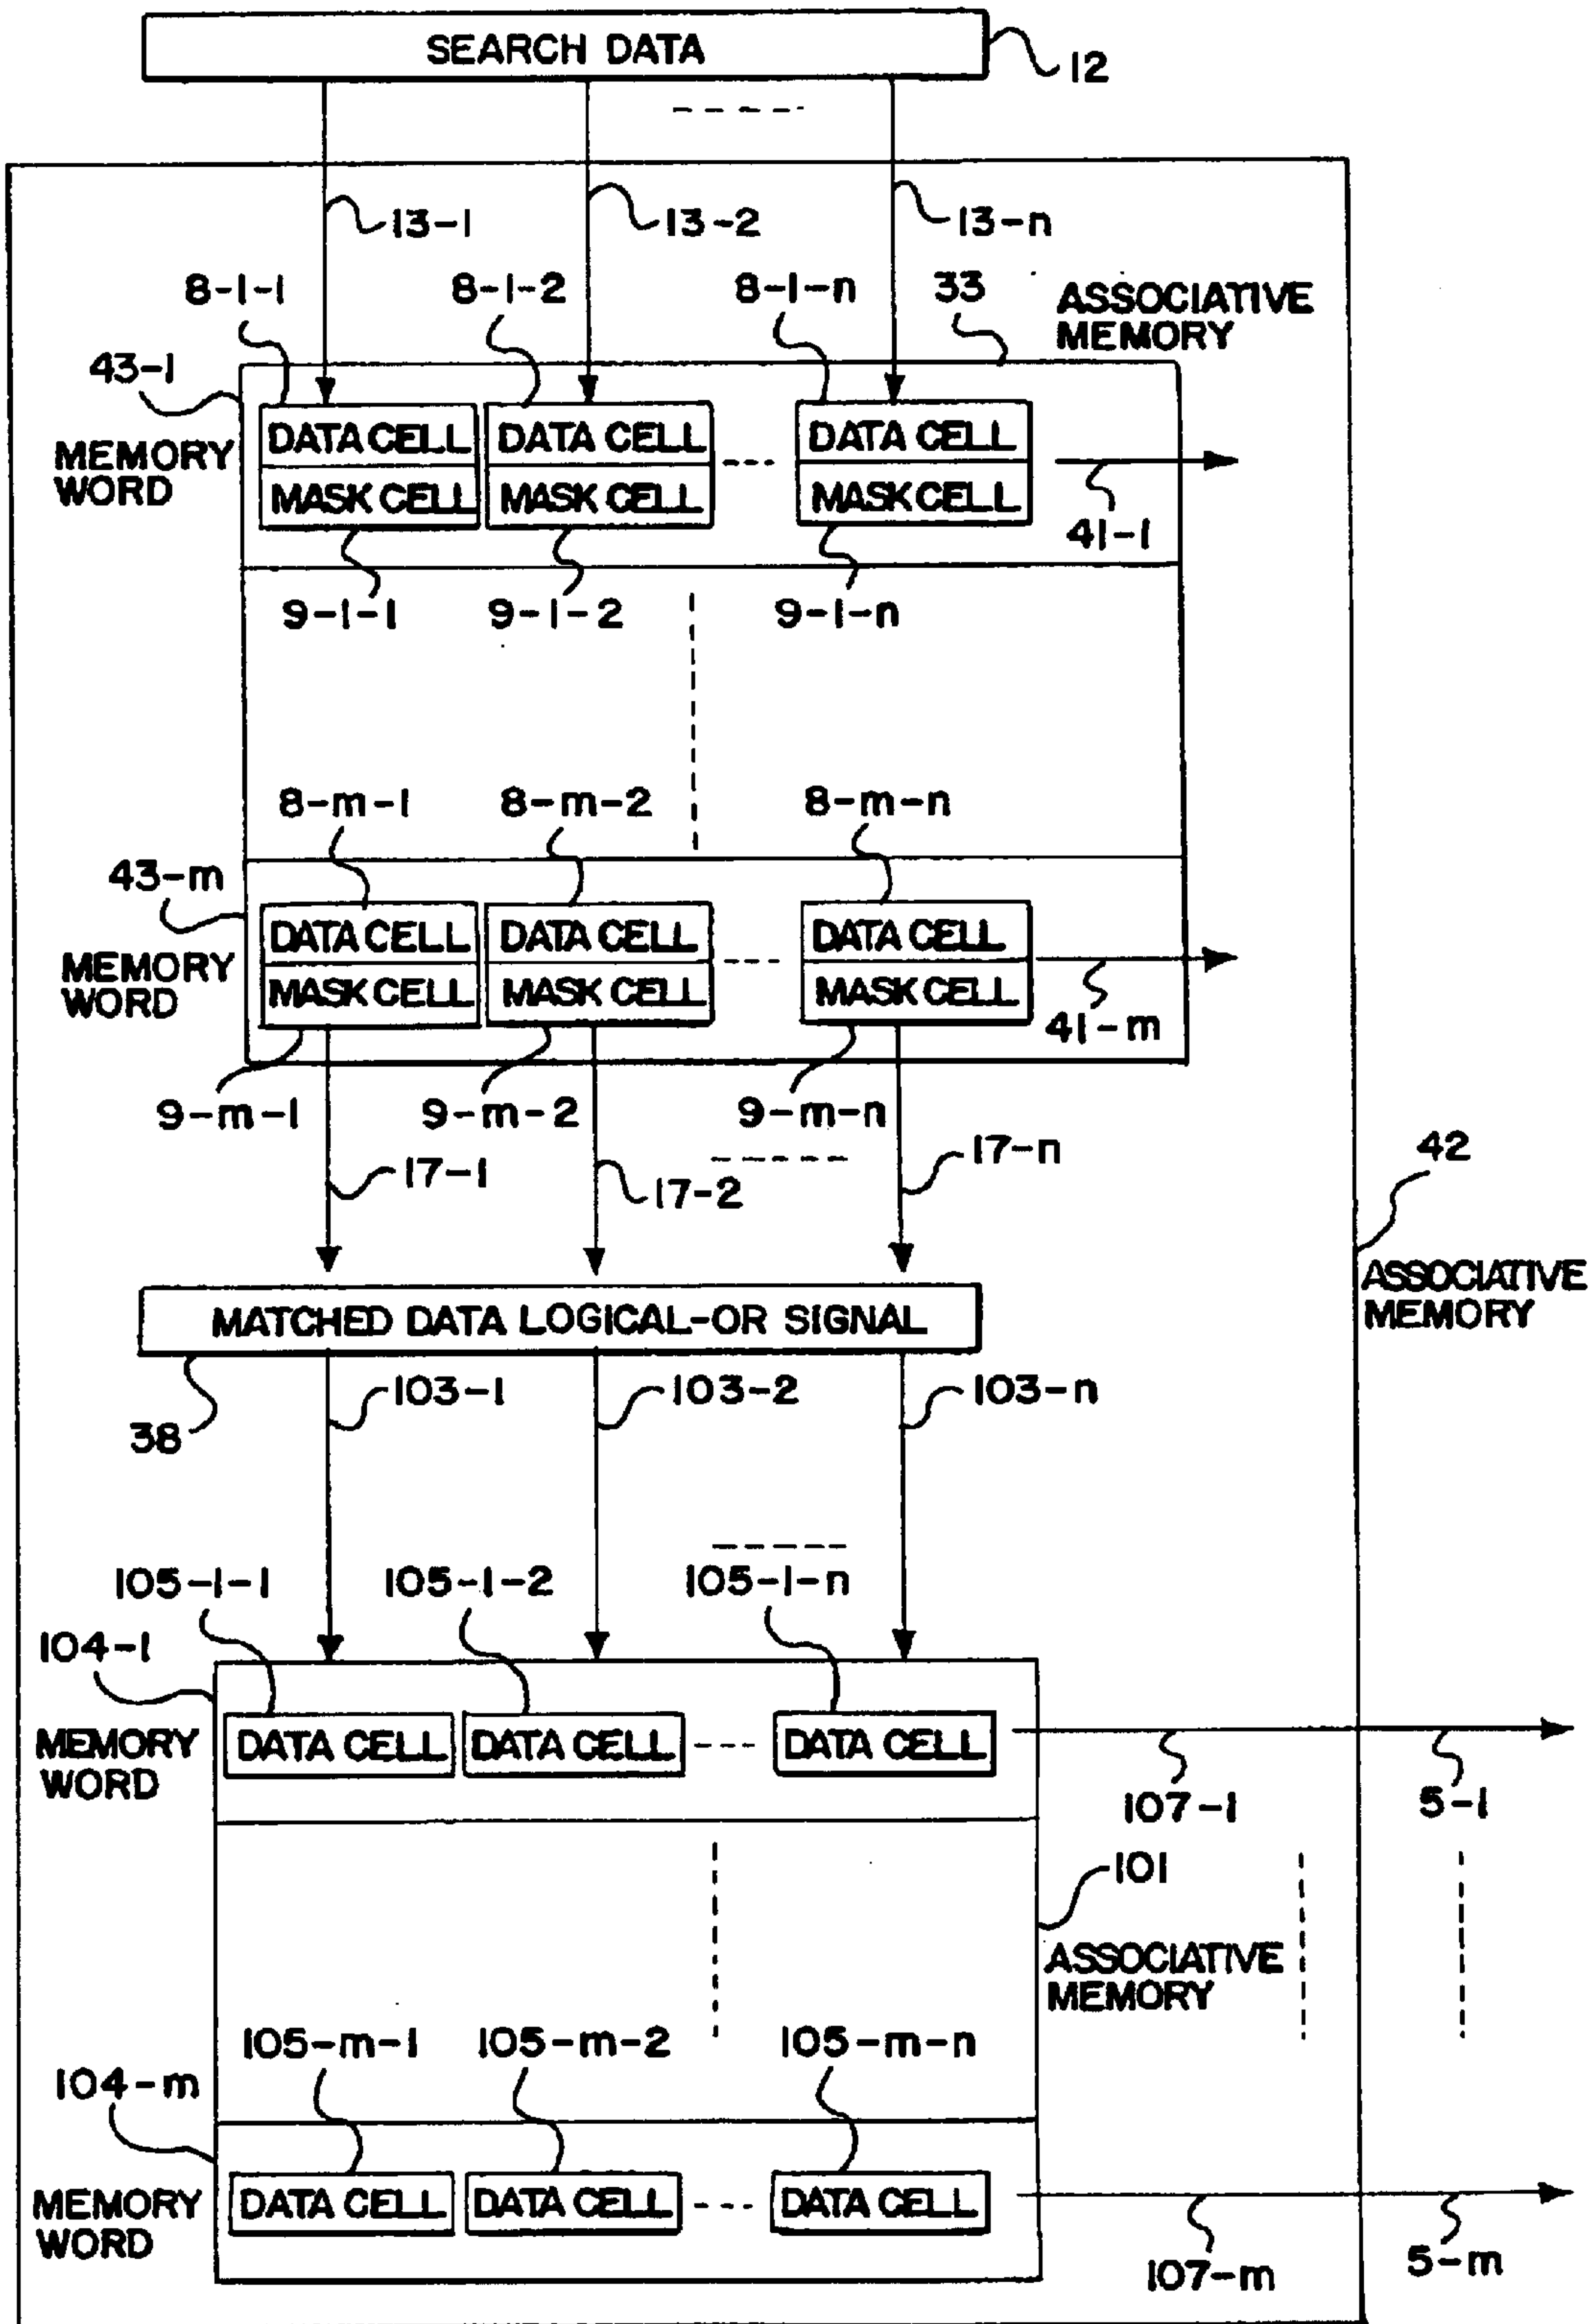 SEARCH DATA
12
13-1
13-2
13-n
8-1-1
8-1-2
8-1-n
33
ASSOCIATIVE
MEMORY
43-1
MEMORY
WORD
DATA CELL
MASK CELL
DATA CELL
MASK CELL
DATA CELL
MASK CELL
41-1
9-1-1
9-1-2
9-1-n
8-m-1
8-m-2
8-m-n
43-m
MEMORY
WORD
DATA CELL
MASK CELL
DATA CELL
MASK CELL
DATA CELL
MASK CELL
41-m
9-m-1
9-m-2
9-m-n
17-1
17-2
17-n
42
ASSOCIATIVE
MEMORY
MATCHED DATA LOGICAL-OR SIGNAL
38
103-1
103-2
103-n
105-1-1
105-1-2
105-1-n
104-1
MEMORY
WORD
DATA CELL
DATA CELL
DATA CELL
107-1
5-1
101
ASSOCIATIVE
MEMORY
105-m-1
105-m-2
105-m-n
104-m
MEMORY
WORD
DATA CELL
DATA CELL
DATA CELL
107-m
5-m